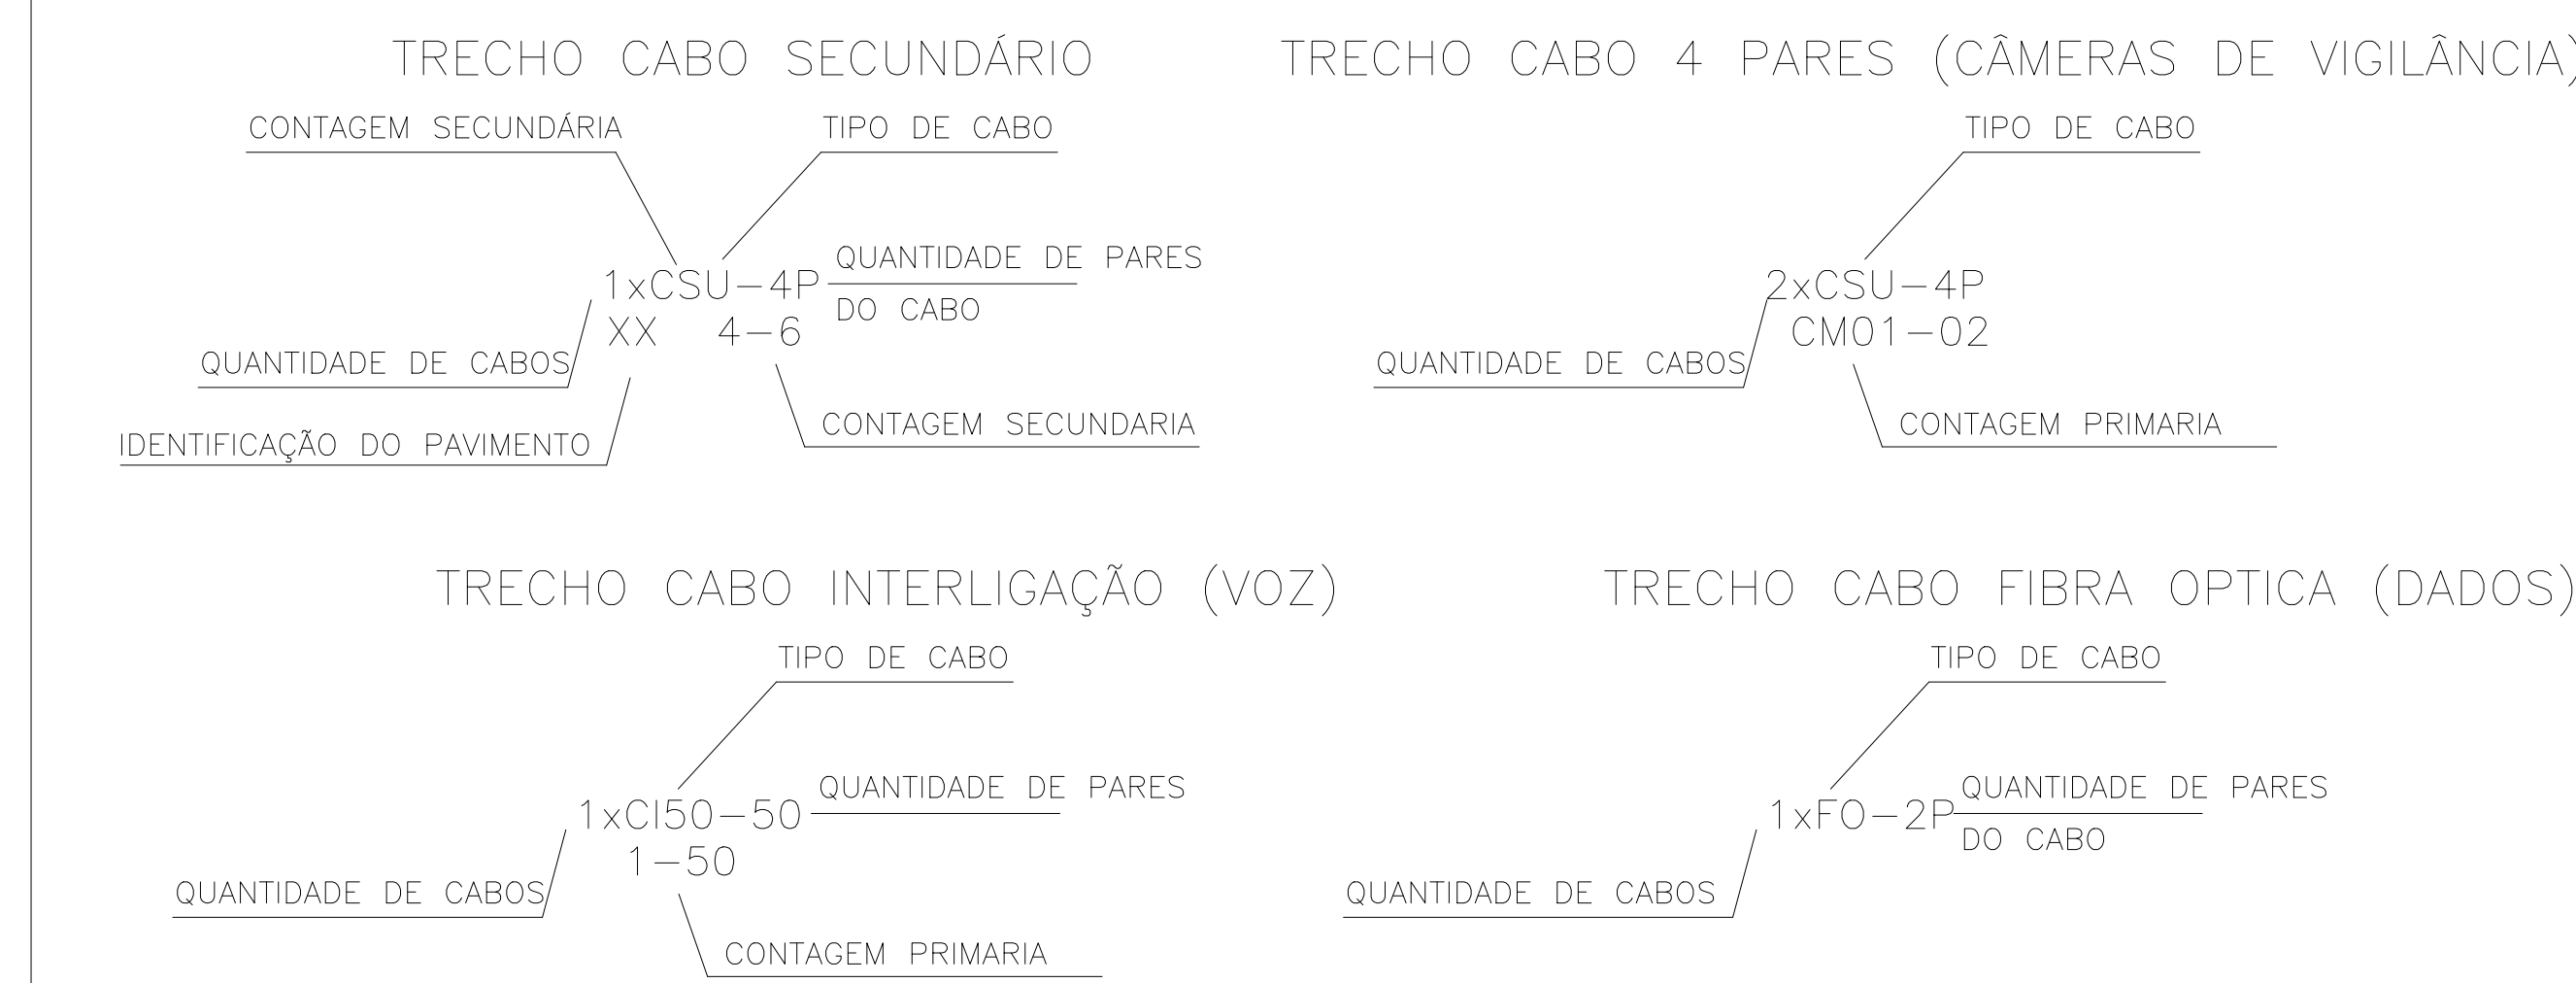 TRECHO CABO SECUNDÁRIO
CONTAGEM SECUNDÁRIA
TIPO DE CABO
1xCSU-4P
QUANTIDADE DE PARES
DO CABO
XX 4-6
QUANTIDADE DE CABOS
IDENTIFICAÇÃO DO PAVIMENTO
CONTAGEM SECUNDARIA
TRECHO CABO 4 PARES (CÂMERAS DE VIGILÂNCIA)
TIPO DE CABO
2xCSU-4P
CM01-02
QUANTIDADE DE CABOS
CONTAGEM PRIMARIA
TRECHO CABO INTERLIGAÇÃO (VOZ)
TIPO DE CABO
1xCI50-50
QUANTIDADE DE PARES
1-50
QUANTIDADE DE CABOS
CONTAGEM PRIMARIA
TRECHO CABO FIBRA OPTICA (DADOS)
TIPO DE CABO
1xFO-2P
QUANTIDADE DE PARES
DO CABO
QUANTIDADE DE CABOS